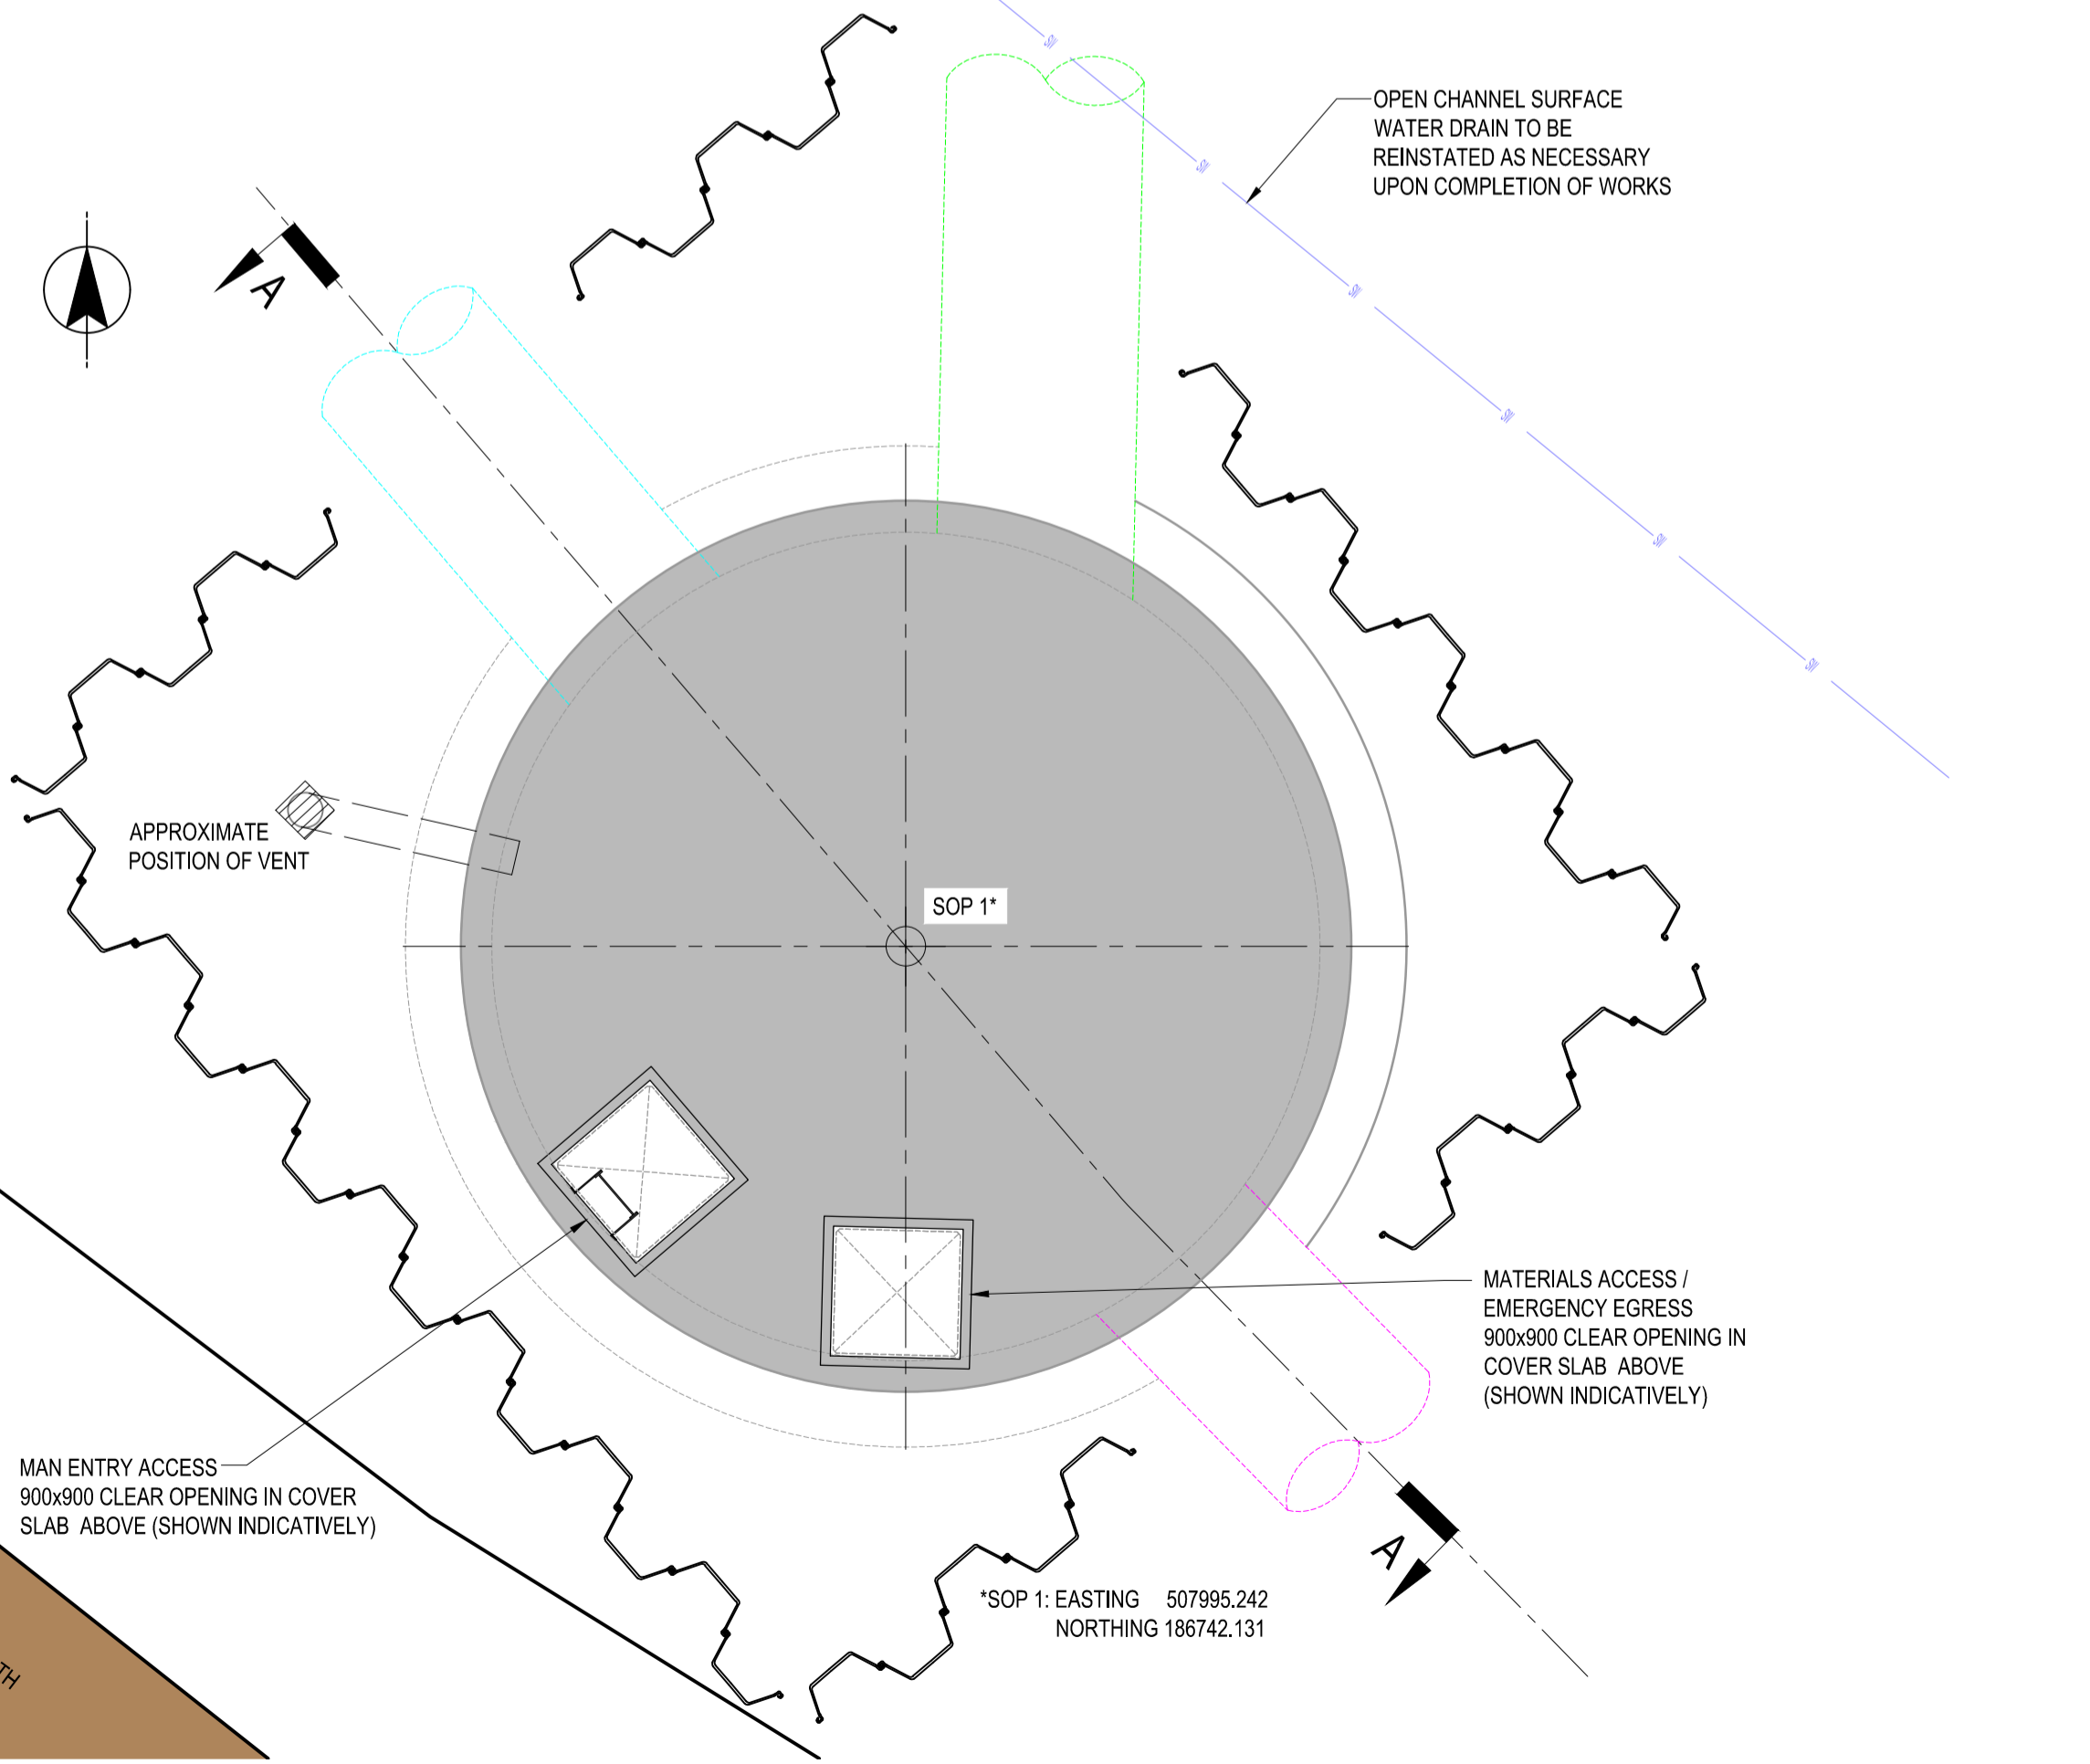 OPEN CHANNEL SURFACE
WATER DRAIN TO BE
REINSTATED AS NECESSARY
UPON COMPLETION OF WORKS
A
APPROXIMATE
POSITION OF VENT
SOP 1*
MATERIALS ACCESS /
EMERGENCY EGRESS
900x900 CLEAR OPENING IN
COVER SLAB ABOVE
(SHOWN INDICATIVELY)
MAN ENTRY ACCESS
900x900 CLEAR OPENING IN COVER
SLAB ABOVE (SHOWN INDICATIVELY)
A
*SOP 1: EASTING 507995.242
NORTHING 186742.131
TH